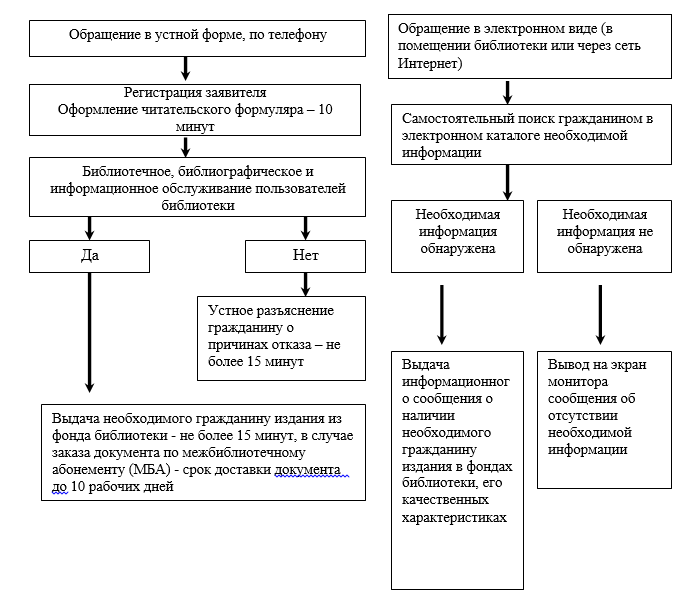 Обращение в устной форме, по телефону
Регистрация заявителя
Оформление читательского формуляра – 10
минут
Библиотечное, библиографическое и
информационное обслуживание пользователей
библиотеки
Да
Нет
Устное разъяснение
гражданину о
причинах отказа – не
более 15 минут
Выдача необходимого гражданину издания из
фонда библиотеки - не более 15 минут, в случае
заказа документа по межбиблиотечному
абонементу (МБА) - срок доставки документа
до 10 рабочих дней
Обращение в электронном виде (в
помещении библиотеки или через сеть
Интернет)
Самостоятельный поиск гражданином в
электронном каталоге необходимой
информации
Необходимая
информация
обнаружена
Необходимая
информация не
обнаружена
Выдача
информационног
о сообщения о
наличии
необходимого
гражданину
издания в фондах
библиотеки, его
качественных
характеристиках
Вывод на экран
монитора
сообщения об
отсутствии
необходимой
информации